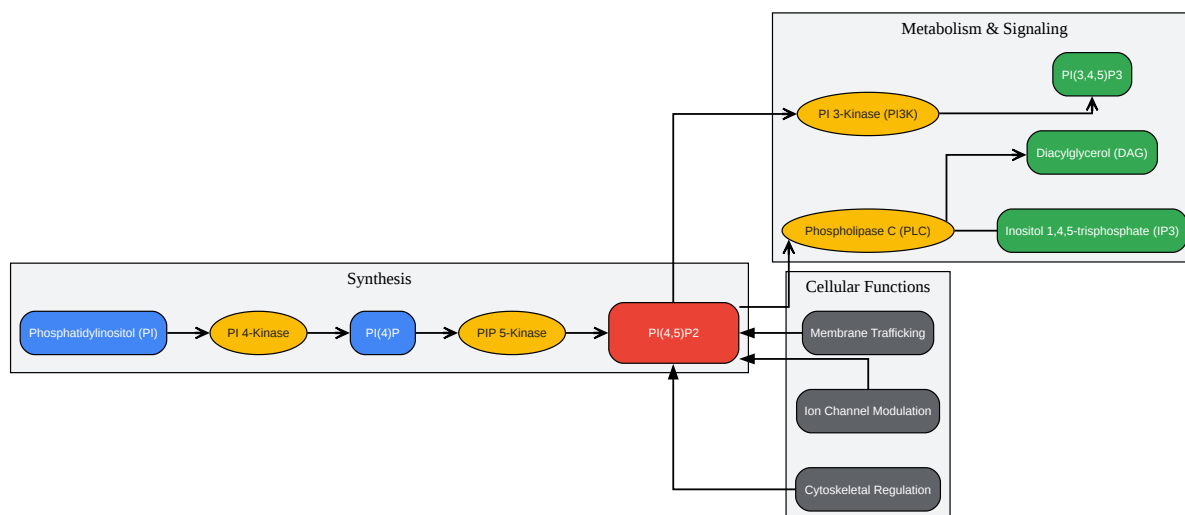 Metabolism & Signaling
PI(3,4,5)P3
PI 3-Kinase (PI3K)
Diacylglycerol (DAG)
Phospholipase C (PLC)
Inositol 1,4,5-trisphosphate (IP3)
Synthesis
Phosphatidylinositol (PI)
PI 4-Kinase
PI(4)P
PIP 5-Kinase
PI(4,5)P2
Cellular Functions
Membrane Trafficking
Ion Channel Modulation
Cytoskeletal Regulation